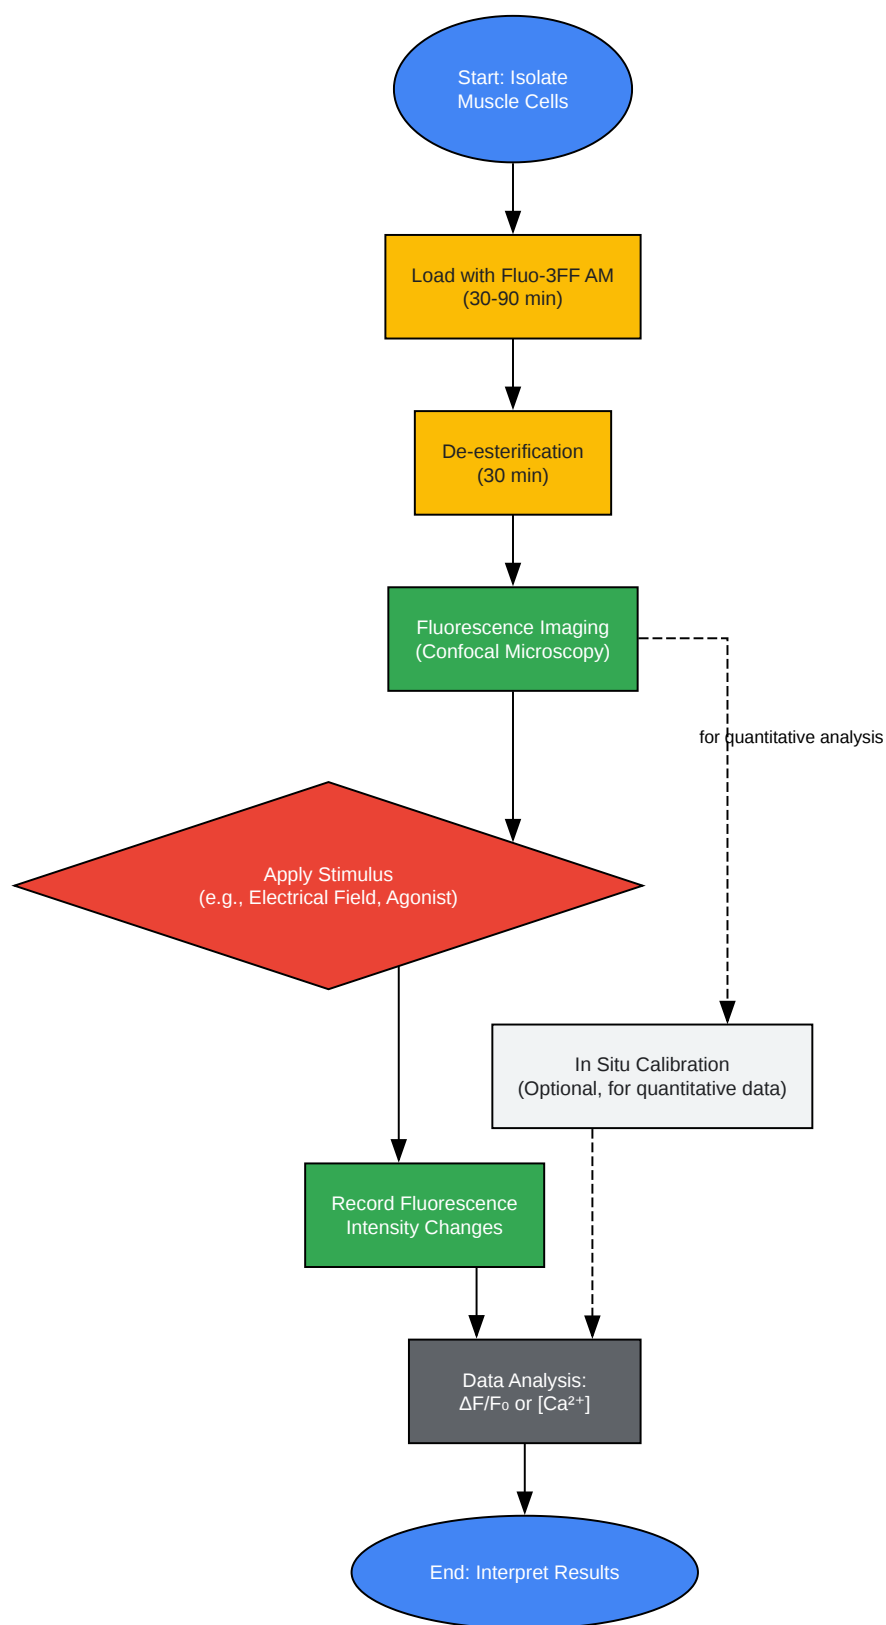 Start: Isolate
Muscle Cells
Load with Fluo-3FF AM
(30-90 min)
De-esterification
(30 min)
Fluorescence Imaging
(Confocal Microscopy)
for quantitative analysis
Apply Stimulus
(e.g., Electrical Field, Agonist)
In Situ Calibration
(Optional, for quantitative data)
Record Fluorescence
Intensity Changes
Data Analysis:
ΔF/F₀ or [Ca²⁺]
End: Interpret Results